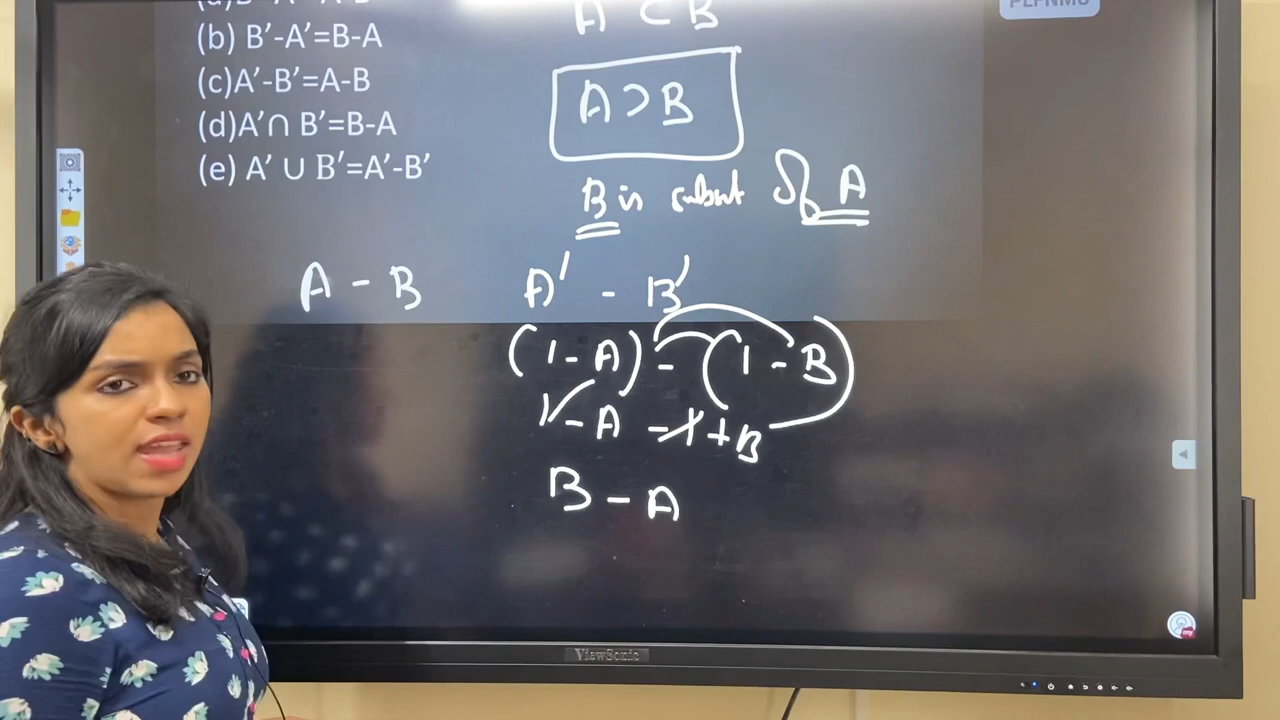 A ⊂ B
(b) B′-A′=B-A
(c)A′-B′=A-B
(d)A′∩ B′=B-A
(e) A′ ∪ B′=A′-B′
A ⊃ B
B is subset of A
A - B
A′ - B′
(1 - A) - (1 - B)
1 - A - 1 + B
B - A
ViewSonic